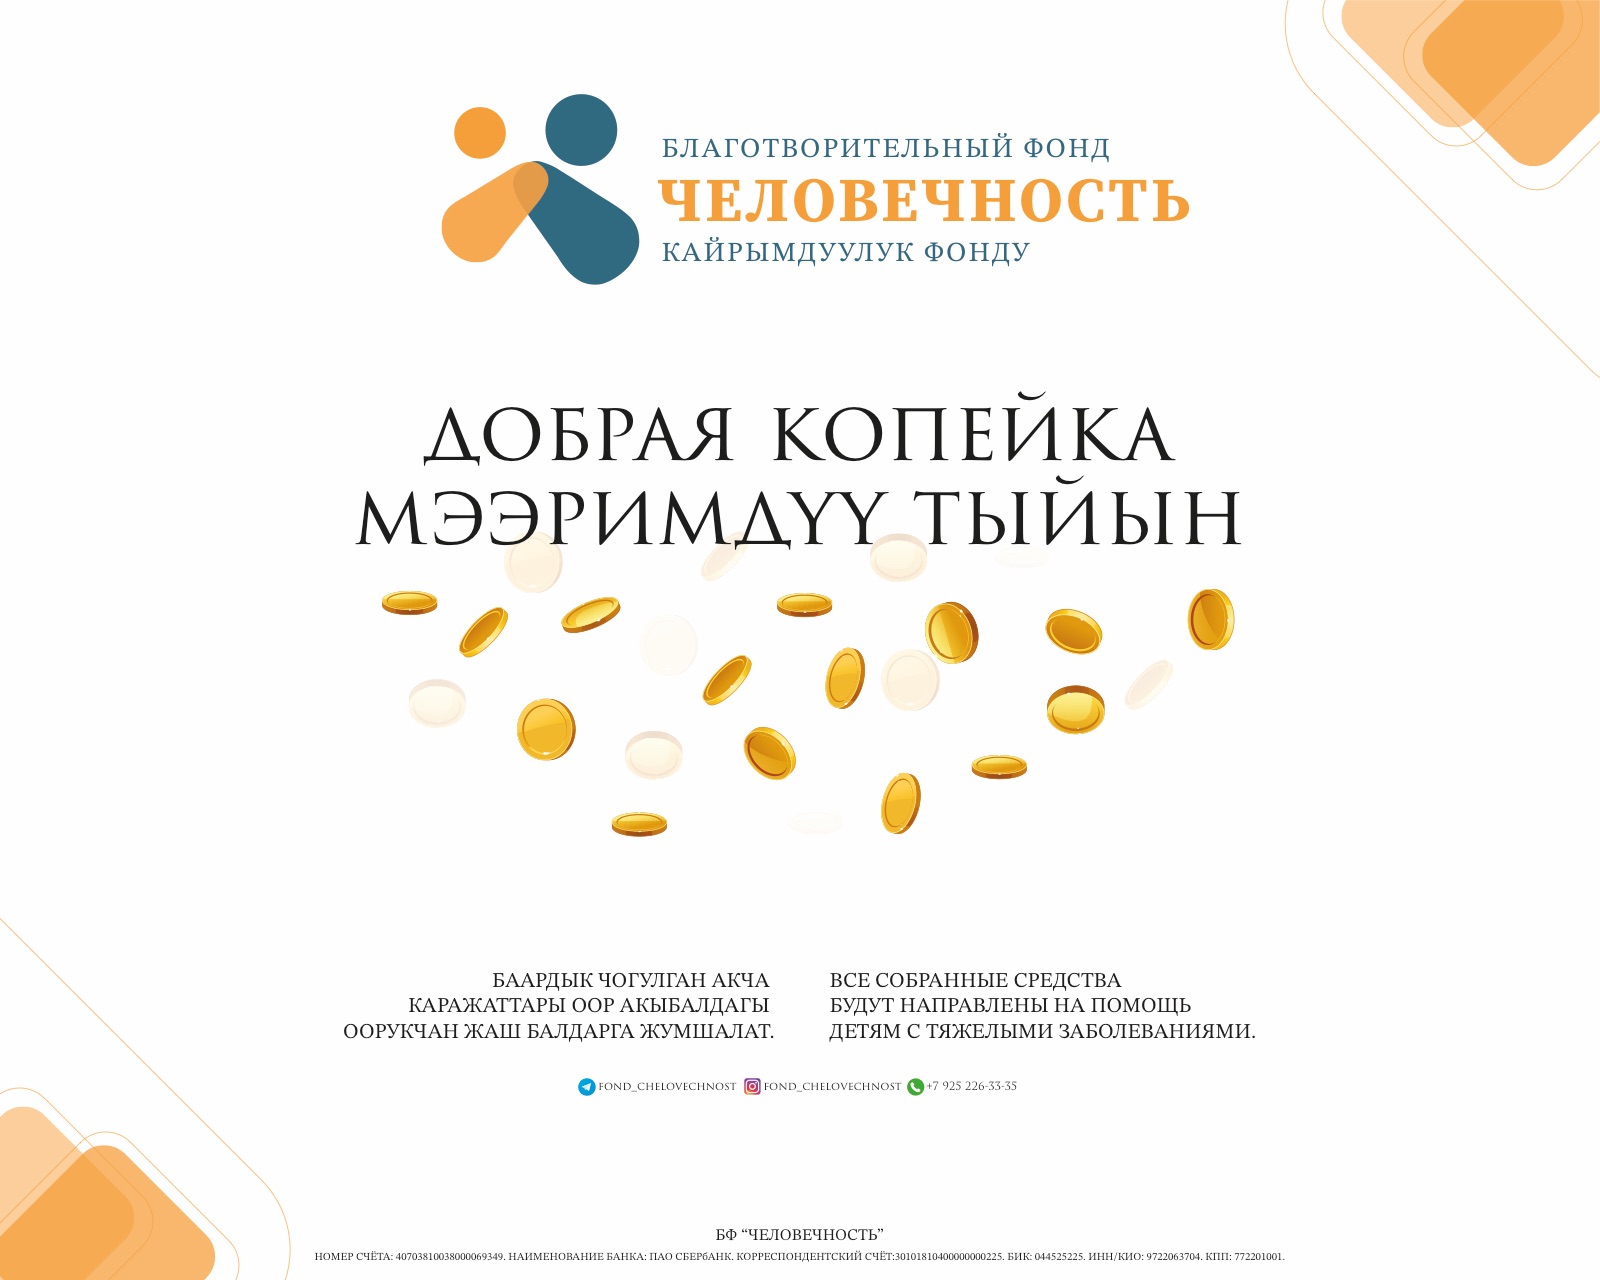 БЛАГОТВОРИТЕЛЬНЫЙ ФОНД
ЧЕЛОВЕЧНОСТЬ
КАЙРЫМДУУЛУК ФОНДУ
ДОБРАЯ КОПЕЙКА
МЭЭРИМДҮҮ ТЫЙЫН
БААРДЫК ЧОГУЛГАН АКЧА
КАРАЖАТТАРЫ ООР АКЫБАЛДАГЫ
ООРУКЧАН ЖАШ БАЛДАРГА ЖУМШАЛАТ.
ВСЕ СОБРАННЫЕ СРЕДСТВА
БУДУТ НАПРАВЛЕНЫ НА ПОМОЩЬ
ДЕТЯМ С ТЯЖЕЛЫМИ ЗАБОЛЕВАНИЯМИ.
FOND_CHELOVECHNOST FOND_CHELOVECHNOST +7 925 226-33-35
БФ “ЧЕЛОВЕЧНОСТЬ”
НОМЕР СЧЁТА: 40703810038000069349. НАИМЕНОВАНИЕ БАНКА: ПАО СБЕРбАНК. КОРРЕСПОНДЕНТСКИЙ СЧЁТ:30101810400000000225. БИК: 044525225. ИНН/КИО: 9722063704. КПП: 772201001.